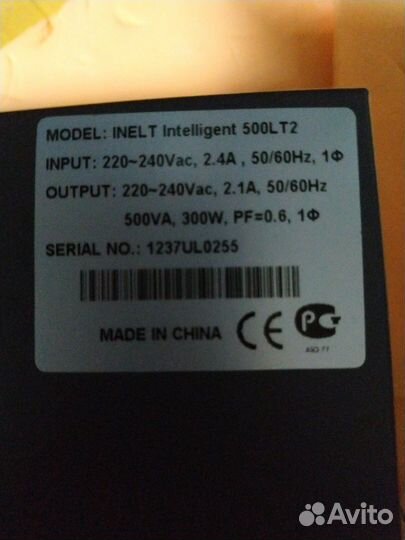 MODEL: INELT Intelligent 500LT2
INPUT: 220~240Vac, 2.4A , 50/60Hz, 1Φ
OUTPUT: 220~240Vac, 2.1A, 50/60Hz
500VA, 300W, PF=0.6, 1Φ
SERIAL NO.: 1237UL0255
MADE IN CHINA CE РСТ
Avito